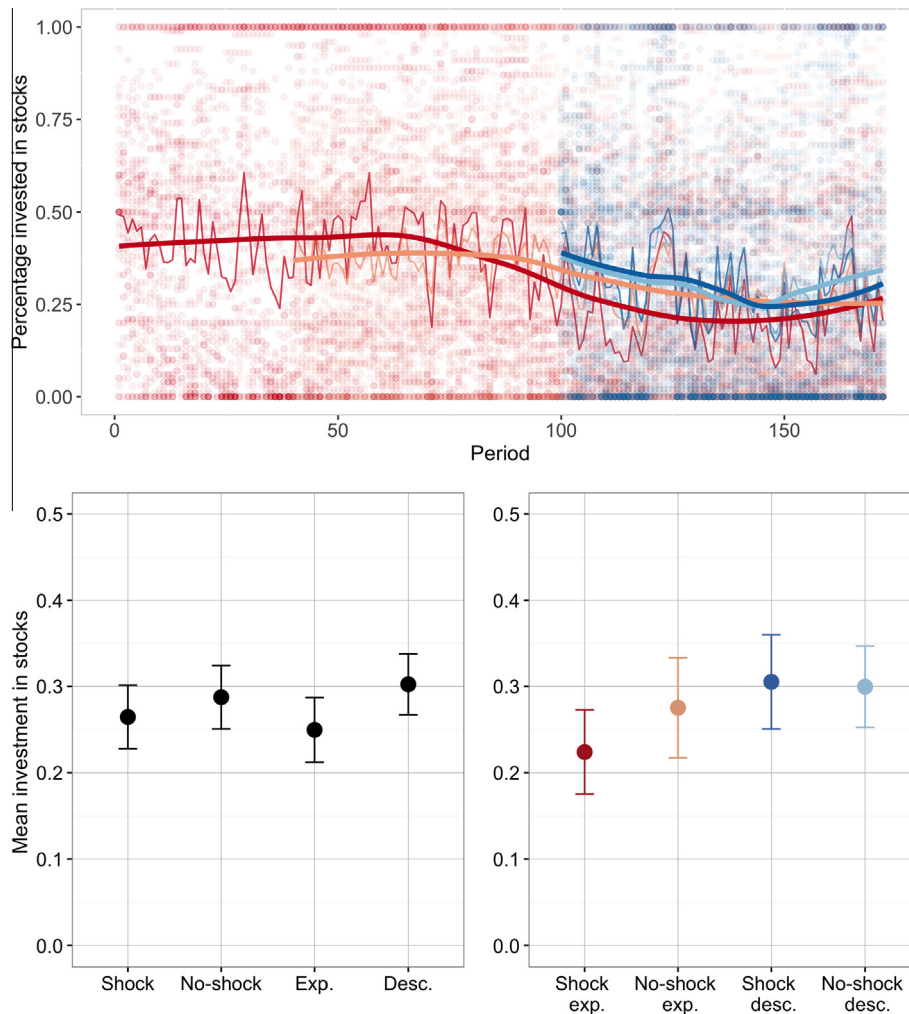 Percentage invested in stocks
1.00
0.75
0.50
0.25
0.00
0
50
100
150
Period
Mean investment in stocks
0.5
0.4
0.3
0.2
0.1
0.0
Shock
No-shock
Exp.
Desc.
0.5
0.4
0.3
0.2
0.1
0.0
Shock
exp.
No-shock
exp.
Shock
desc.
No-shock
desc.